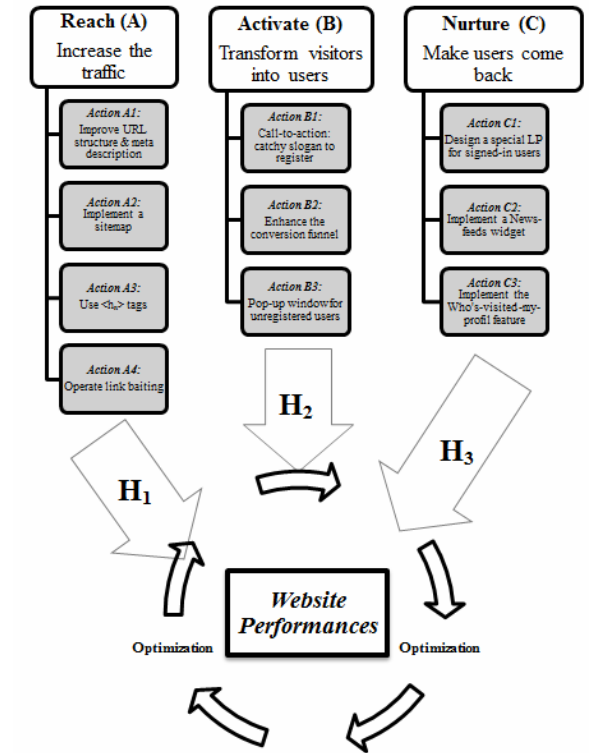 Reach (A)
Increase the
traffic
Action A1:
Improve URL
structure & meta
description
Action A2:
Implement a
sitemap
Action A3:
Use <hₙ> tags
Action A4:
Operate link baiting
Activate (B)
Transform visitors
into users
Action B1:
Call-to-action:
catchy slogan to
register
Action B2:
Enhance the
conversion funnel
Action B3:
Pop-up window for
unregistered users
Nurture (C)
Make users come
back
Action C1:
Design a special LP
for signed-in users
Action C2:
Implement a News-
feeds widget
Action C3:
Implement the
Who's-visited-my-
profil feature
H₁
H₂
H₃
Website
Performances
Optimization
Optimization